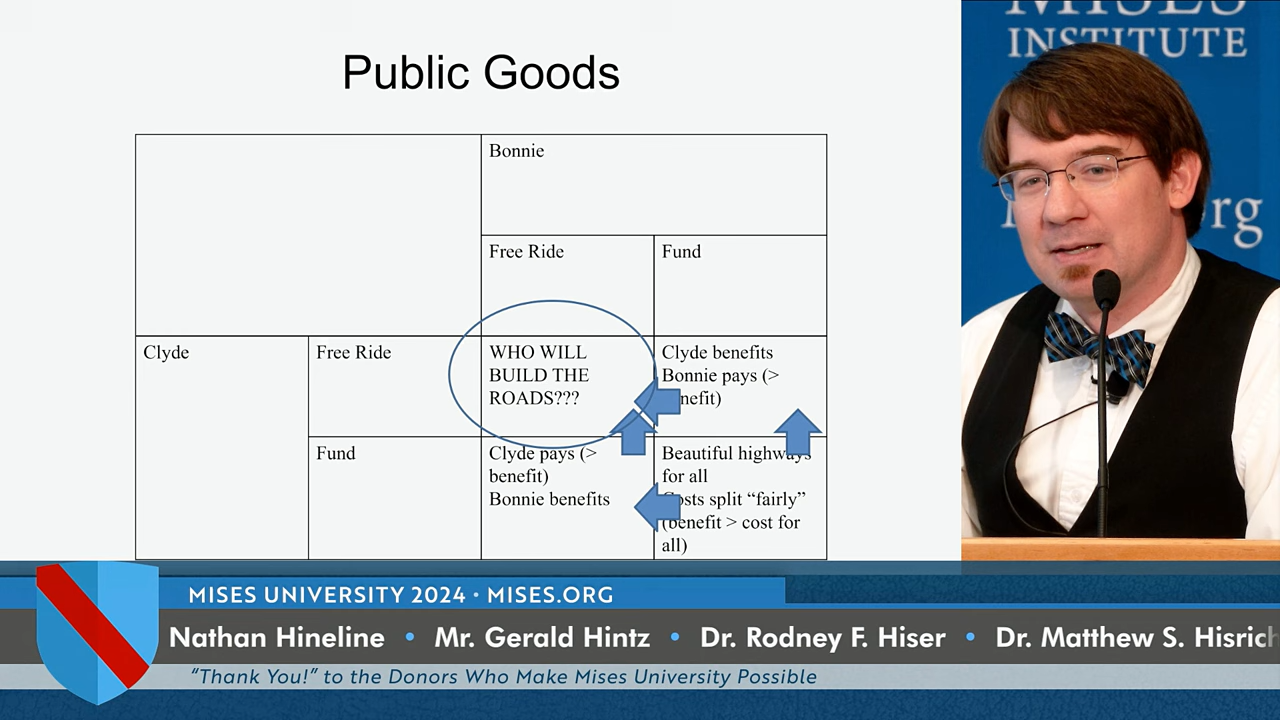 Public Goods
Bonnie
Free Ride
Fund
Clyde
Free Ride
WHO WILL
BUILD THE
ROADS???
Clyde benefits
Bonnie pays (>
Fund
Clyde pays (>
benefit)
Bonnie benefits
Beautiful highways
for all
Costs split “fairly”
(benefit > cost for
all)
INSTITUTE
MISES UNIVERSITY 2024 • MISES.ORG
Nathan Hineline • Mr. Gerald Hintz • Dr. Rodney F. Hiser • Dr. Matthew S.
“Thank You!” to the Donors Who Make Mises University Possible